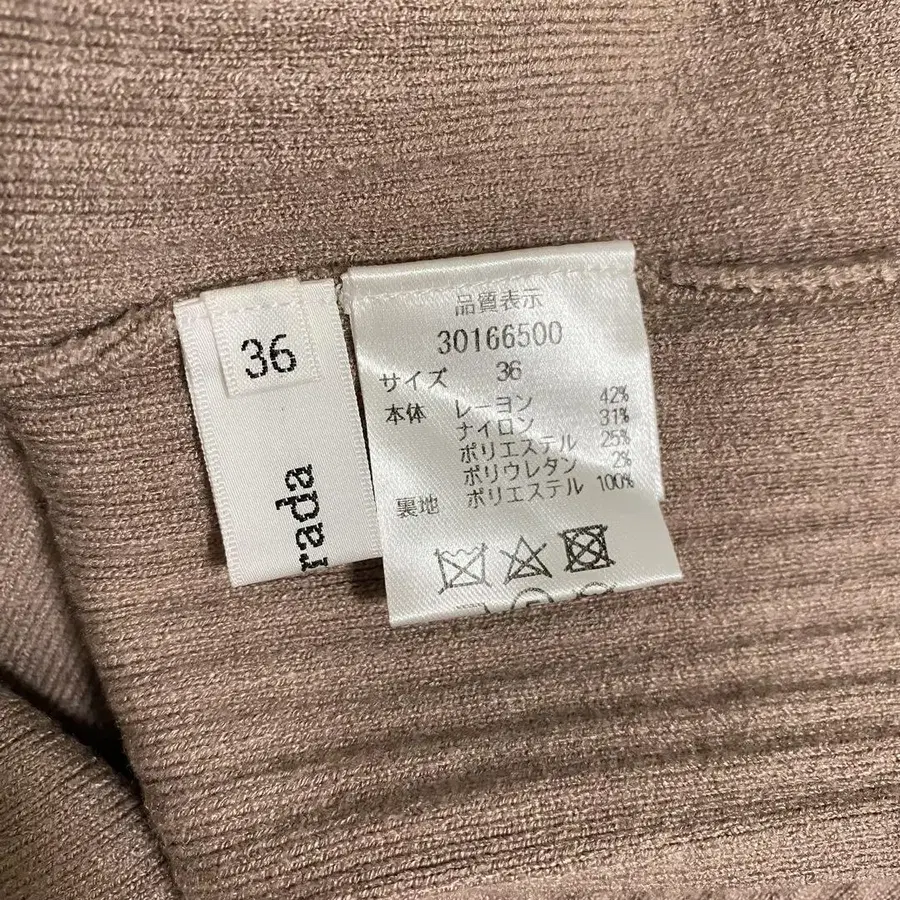 36
rada
品質表示
30166500
サイズ 36
本体 レーヨン 42%
ナイロン 31%
ポリエステル 25%
ポリウレタン 2%
裏地 ポリエステル 100%